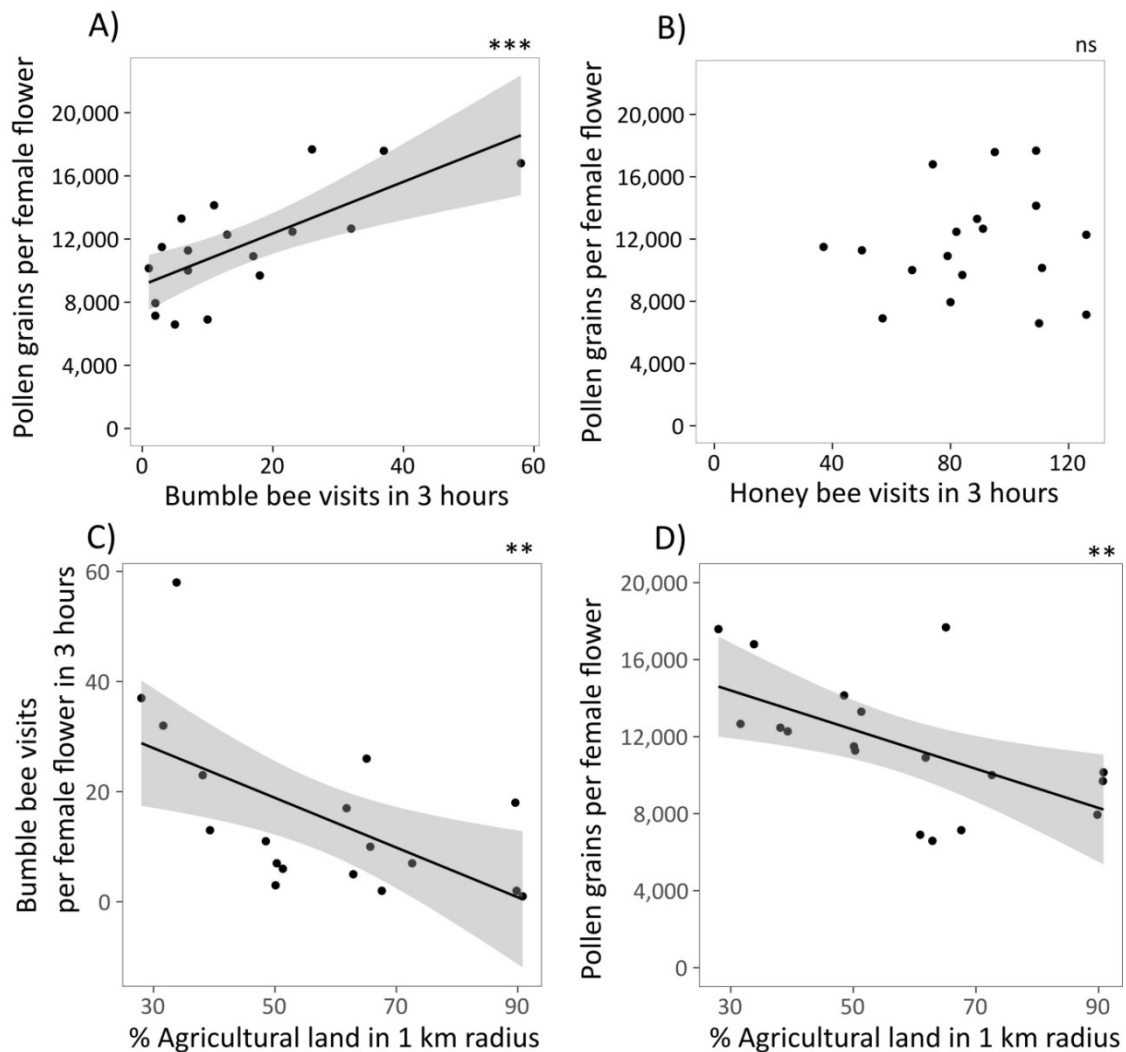 A)
***
Pollen grains per female flower
20,000
16,000
12,000
8,000
4,000
0
0 20 40 60
Bumble bee visits in 3 hours
B)
ns
Pollen grains per female flower
20,000
16,000
12,000
8,000
4,000
0
0 40 80 120
Honey bee visits in 3 hours
C)
**
Bumble bee visits
per female flower in 3 hours
60
40
20
0
30 50 70 90
% Agricultural land in 1 km radius
D)
**
Pollen grains per female flower
20,000
16,000
12,000
8,000
4,000
0
30 50 70 90
% Agricultural land in 1 km radius